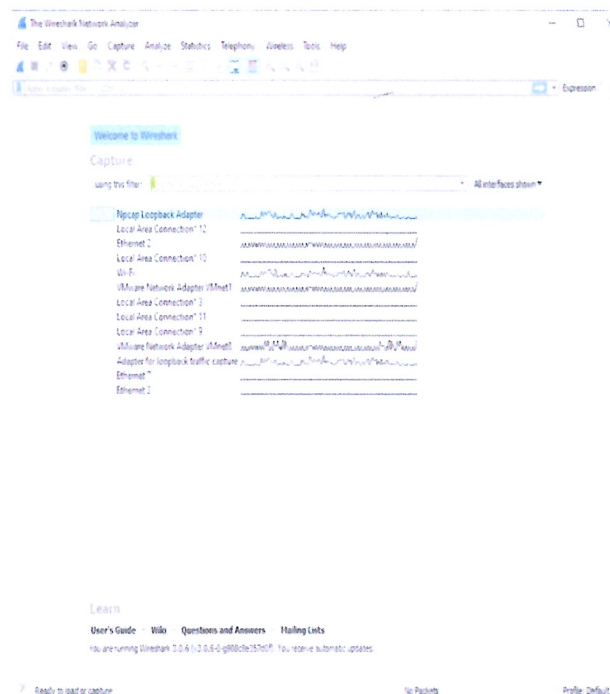 The Wireshark Network Analyzer
File Edit View Go Capture Analyze Statistics Telephony Wireless Tools Help
Expression
Welcome to Wireshark
Capture
using this filter:
All interfaces shown
Npcap Loopback Adapter
Local Area Connection* 12
Ethernet 2
Local Area Connection* 10
Wi-Fi
VMware Network Adapter VMnet1
Local Area Connection* 3
Local Area Connection* 11
Local Area Connection* 9
VMware Network Adapter
Adapter for loopback traffic capture
Ethernet
Ethernet
Learn
User's Guide · Wiki · Questions and Answers · Mailing Lists
You are running Wireshark 3.0.6 You receive automatic updates.
Ready to load or capture
No Packets
Profile: Default